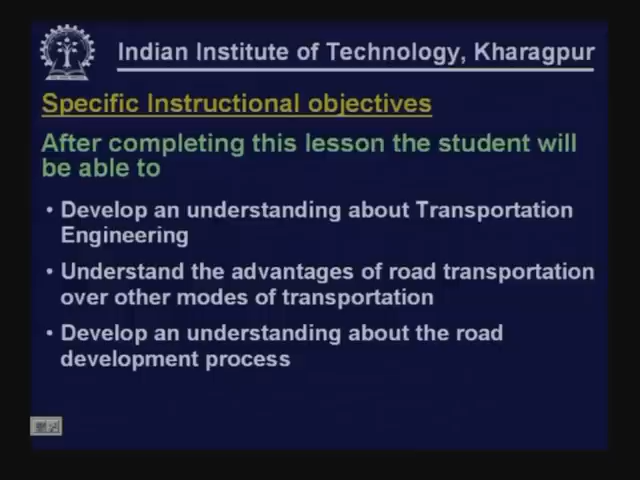 Indian Institute of Technology, Kharagpur
Specific Instructional objectives
After completing this lesson the student will
be able to
• Develop an understanding about Transportation
Engineering
• Understand the advantages of road transportation
over other modes of transportation
• Develop an understanding about the road
development process